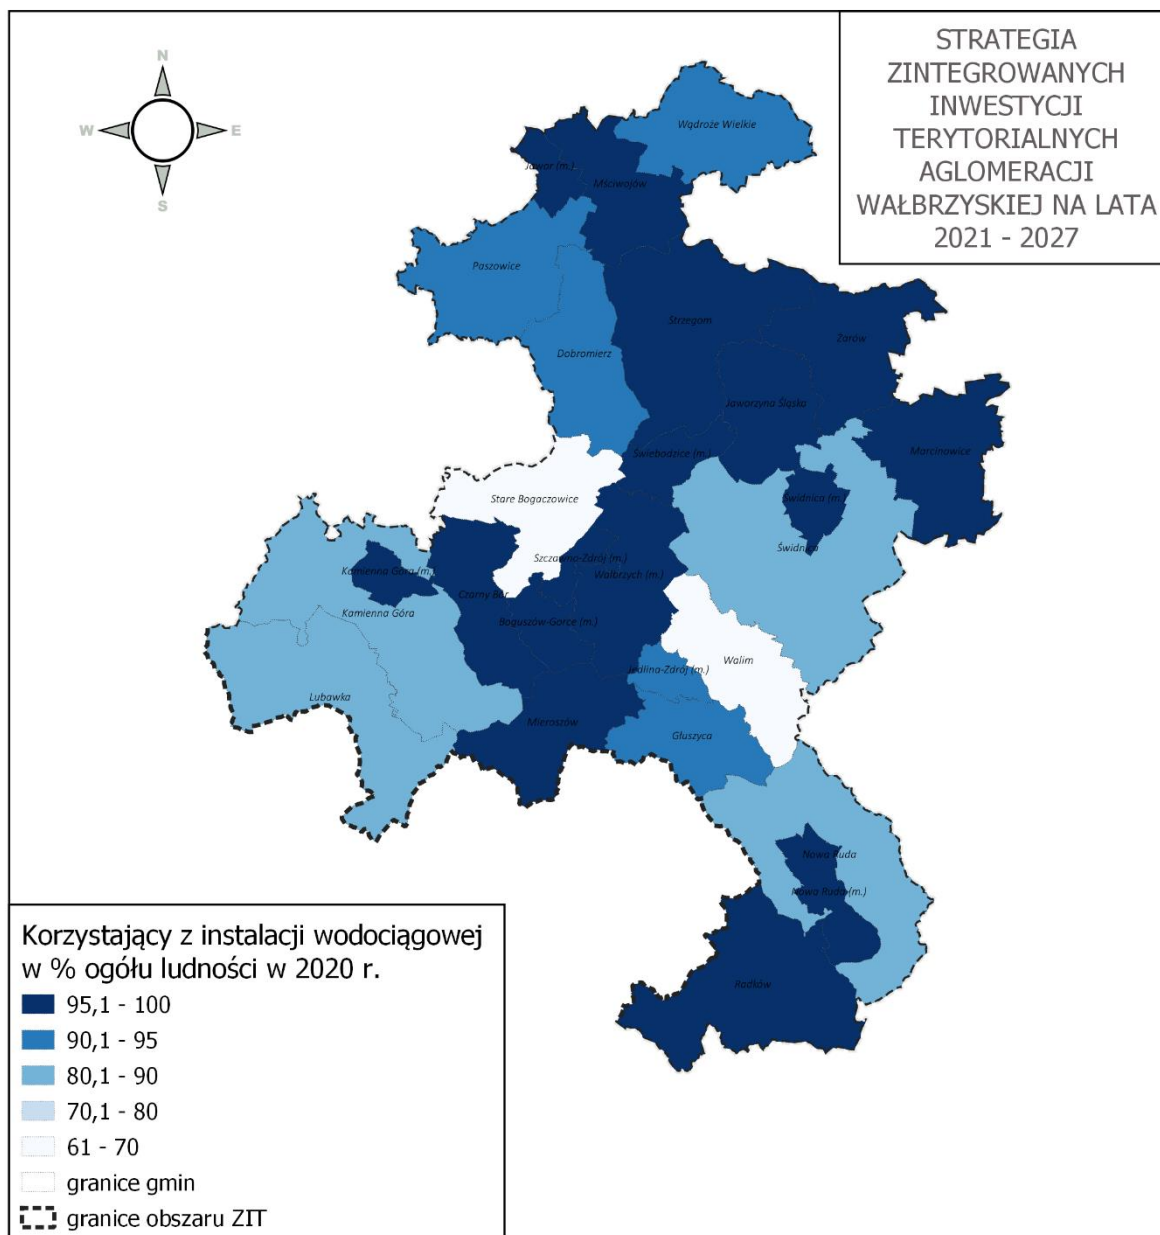 STRATEGIA
ZINTEGROWANYCH
INWESTYCJI
TERYTORIALNYCH
AGLOMERACJI
WAŁBRZYSKIEJ NA LATA
2021 - 2027
N
W
E
S
Wądroże Wielkie
Jawor (m.)
Mściwojów
Paszowice
Strzegom
Żarów
Dobromierz
Jaworzyna Śląska
Marcinowice
Świebodzice (m.)
Stare Bogaczowice
Świdnica (m.)
Świdnica
Szczawno-Zdrój (m.)
Kamienna Góra (m.)
Wałbrzych (m.)
Czarny Bór
Kamienna Góra
Boguszów-Gorce (m.)
Walim
Jedlina-Zdrój (m.)
Lubawka
Mieroszów
Głuszyca
Nowa Ruda
Nowa Ruda (m.)
Radków
Korzystający z instalacji wodociągowej
w % ogółu ludności w 2020 r.
95,1 - 100
90,1 - 95
80,1 - 90
70,1 - 80
61 - 70
granice gmin
granice obszaru ZIT